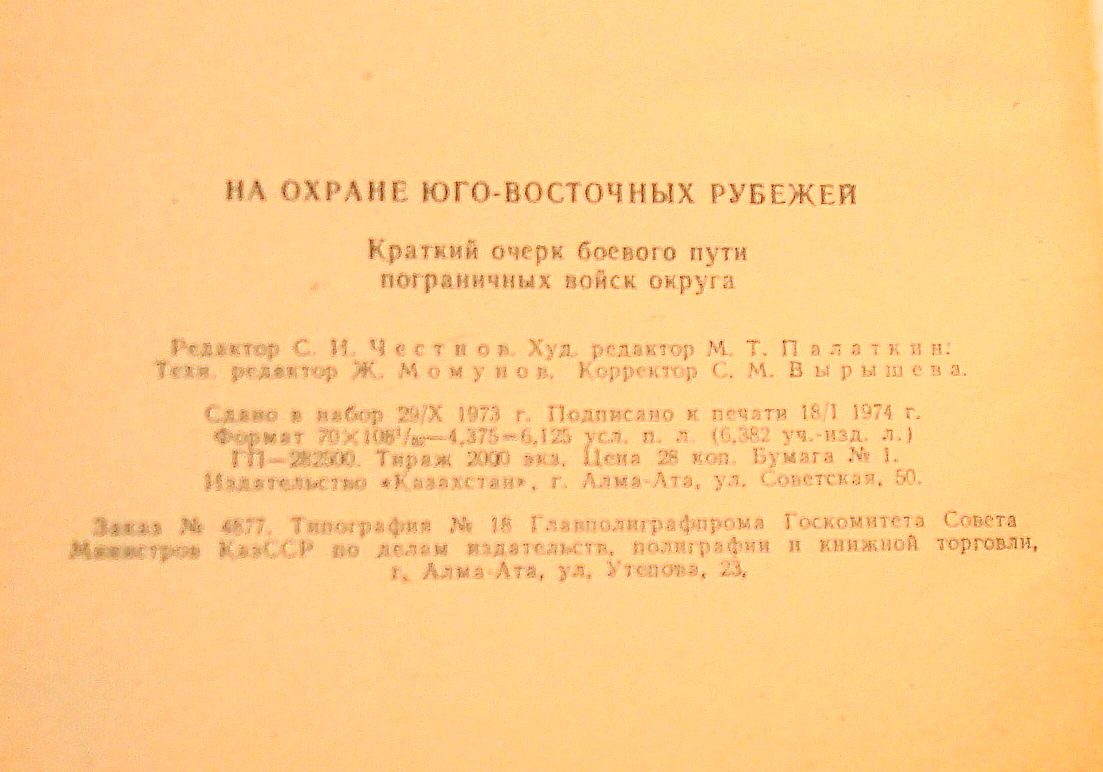 НА ОХРАНЕ ЮГО-ВОСТОЧНЫХ РУБЕЖЕЙ
Краткий очерк боевого пути
пограничных войск округа
Редактор С. И. Честнов. Худ. редактор М. Т. Палаткин:
Техн. редактор Ж. Момунов. Корректор С. М. Вырышева.
Сдано в набор 29/X 1973 г. Подписано к печати 18/I 1974 г.
Формат 70×108¹/₃₂—4,375=6,125 усл. п. л. (6,382 уч.-изд. л.)
Тираж 2000 экз. Цена 28 коп. Бумага № 1.
Издательство «Казахстан», г. Алма-Ата, ул. Советская, 50.
Заказ № 4877. Типография № 18 Главполиграфпрома Госкомитета Совета
Министров КазССР по делам издательств, полиграфии и книжной торговли,
г. Алма-Ата, ул. Утепова, 23,